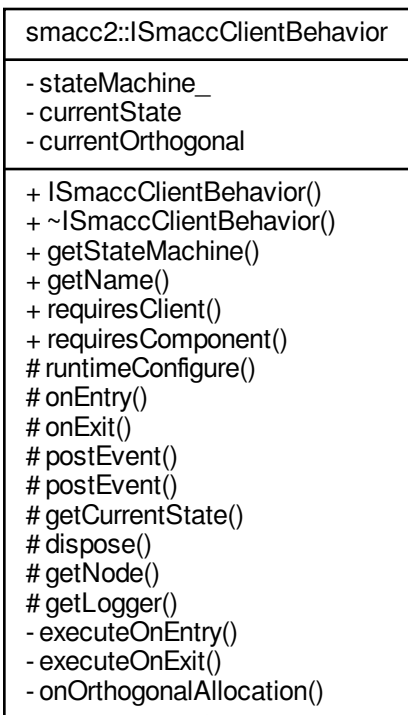 smacc2::ISmaccClientBehavior
- stateMachine_
- currentState
- currentOrthogonal
+ ISmaccClientBehavior()
+ ~ISmaccClientBehavior()
+ getStateMachine()
+ getName()
+ requiresClient()
+ requiresComponent()
# runtimeConfigure()
# onEntry()
# onExit()
# postEvent()
# postEvent()
# getCurrentState()
# dispose()
# getNode()
# getLogger()
- executeOnEntry()
- executeOnExit()
- onOrthogonalAllocation()